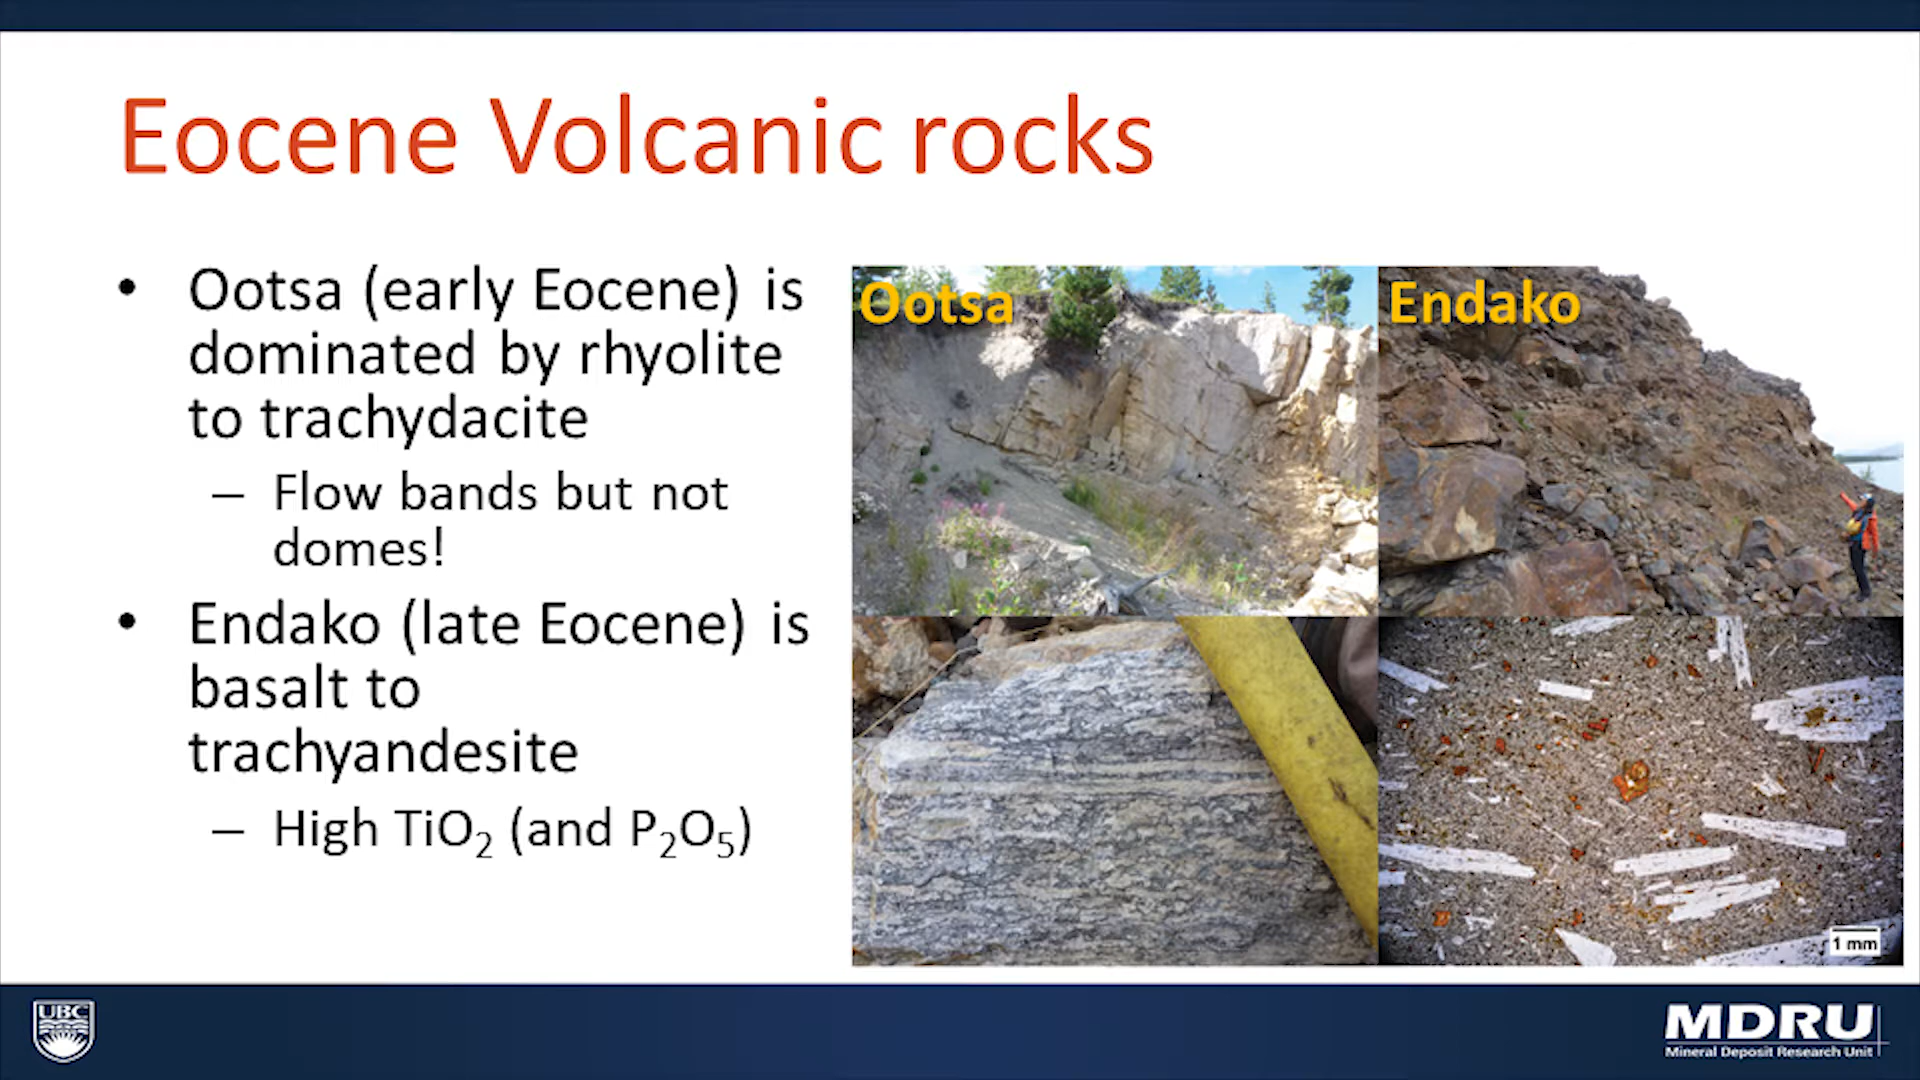 Eocene Volcanic rocks
• Ootsa (early Eocene) is
dominated by rhyolite
to trachydacite
– Flow bands but not
domes!
• Endako (late Eocene) is
basalt to
trachyandesite
– High TiO₂ (and P₂O₅)
Ootsa
Endako
1 mm
UBC
MDRU
Mineral Deposit Research Unit